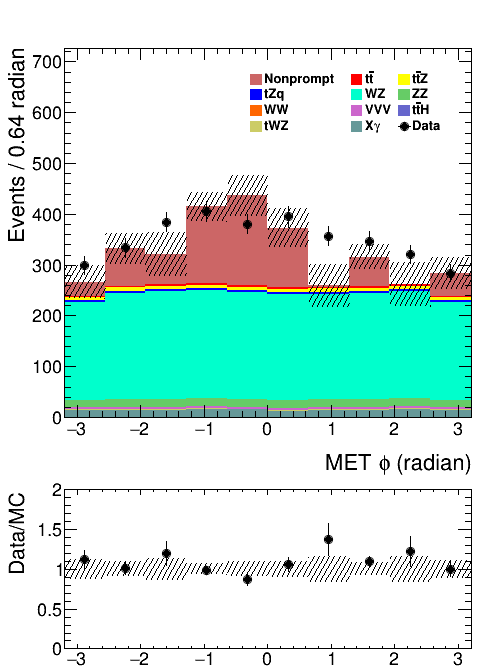 Events / 0.64 radian
700
600
500
400
300
200
100
0
Nonprompt tt̄ tt̄Z
tZq WZ ZZ
WW VVV tt̄H
tWZ Xγ Data
−3 −2 −1 0 1 2 3
MET ϕ (radian)
Data/MC
2
1.5
1
0.5
0
−3 −2 −1 0 1 2 3